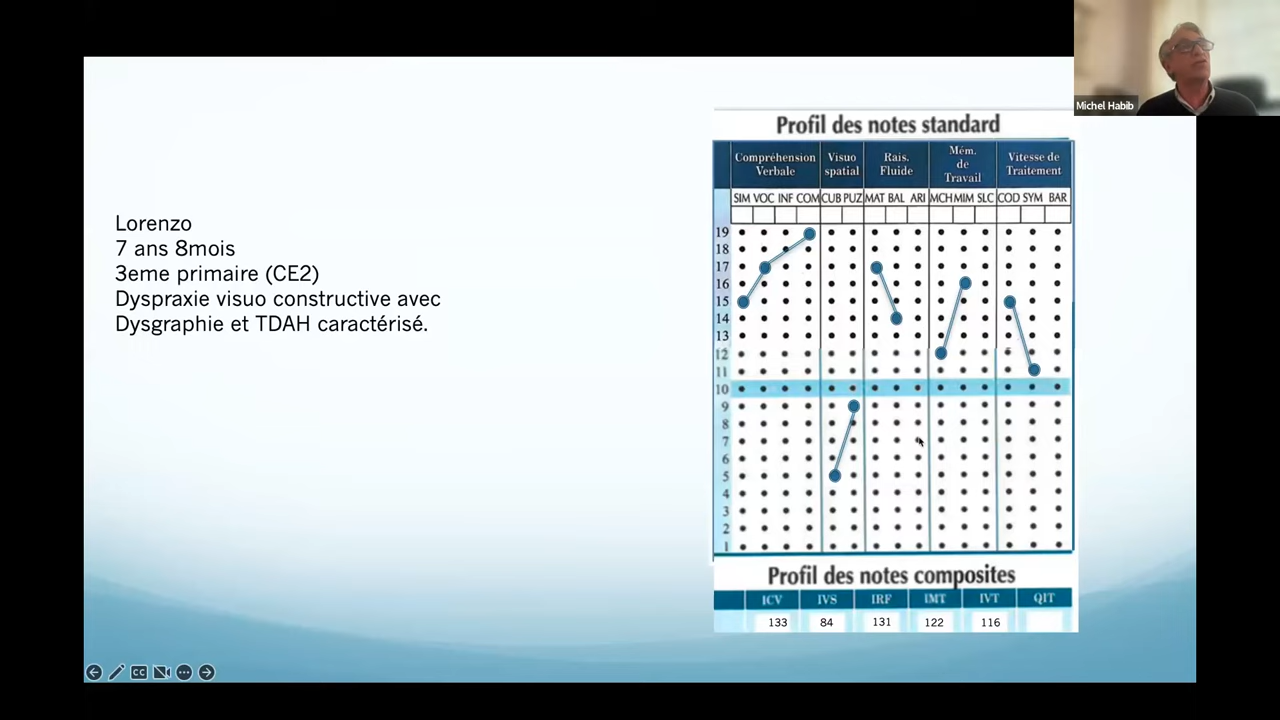 Michel Habib
Lorenzo
7 ans 8mois
3eme primaire (CE2)
Dyspraxie visuo constructive avec
Dysgraphie et TDAH caractérisé.
Profil des notes standard
Compréhension Verbale
Visuo spatial
Rais. Fluide
Mém. de Travail
Vitesse de Traitement
SIM VOC INF COM CUB PUZ MAT BAL ARI MCH MIM SLC COD SYM BAR
19
18
17
16
15
14
13
12
11
10
9
8
7
6
5
4
3
2
1
Profil des notes composites
ICV IVS IRF IMT IVT QIT
133 84 131 122 116
CC